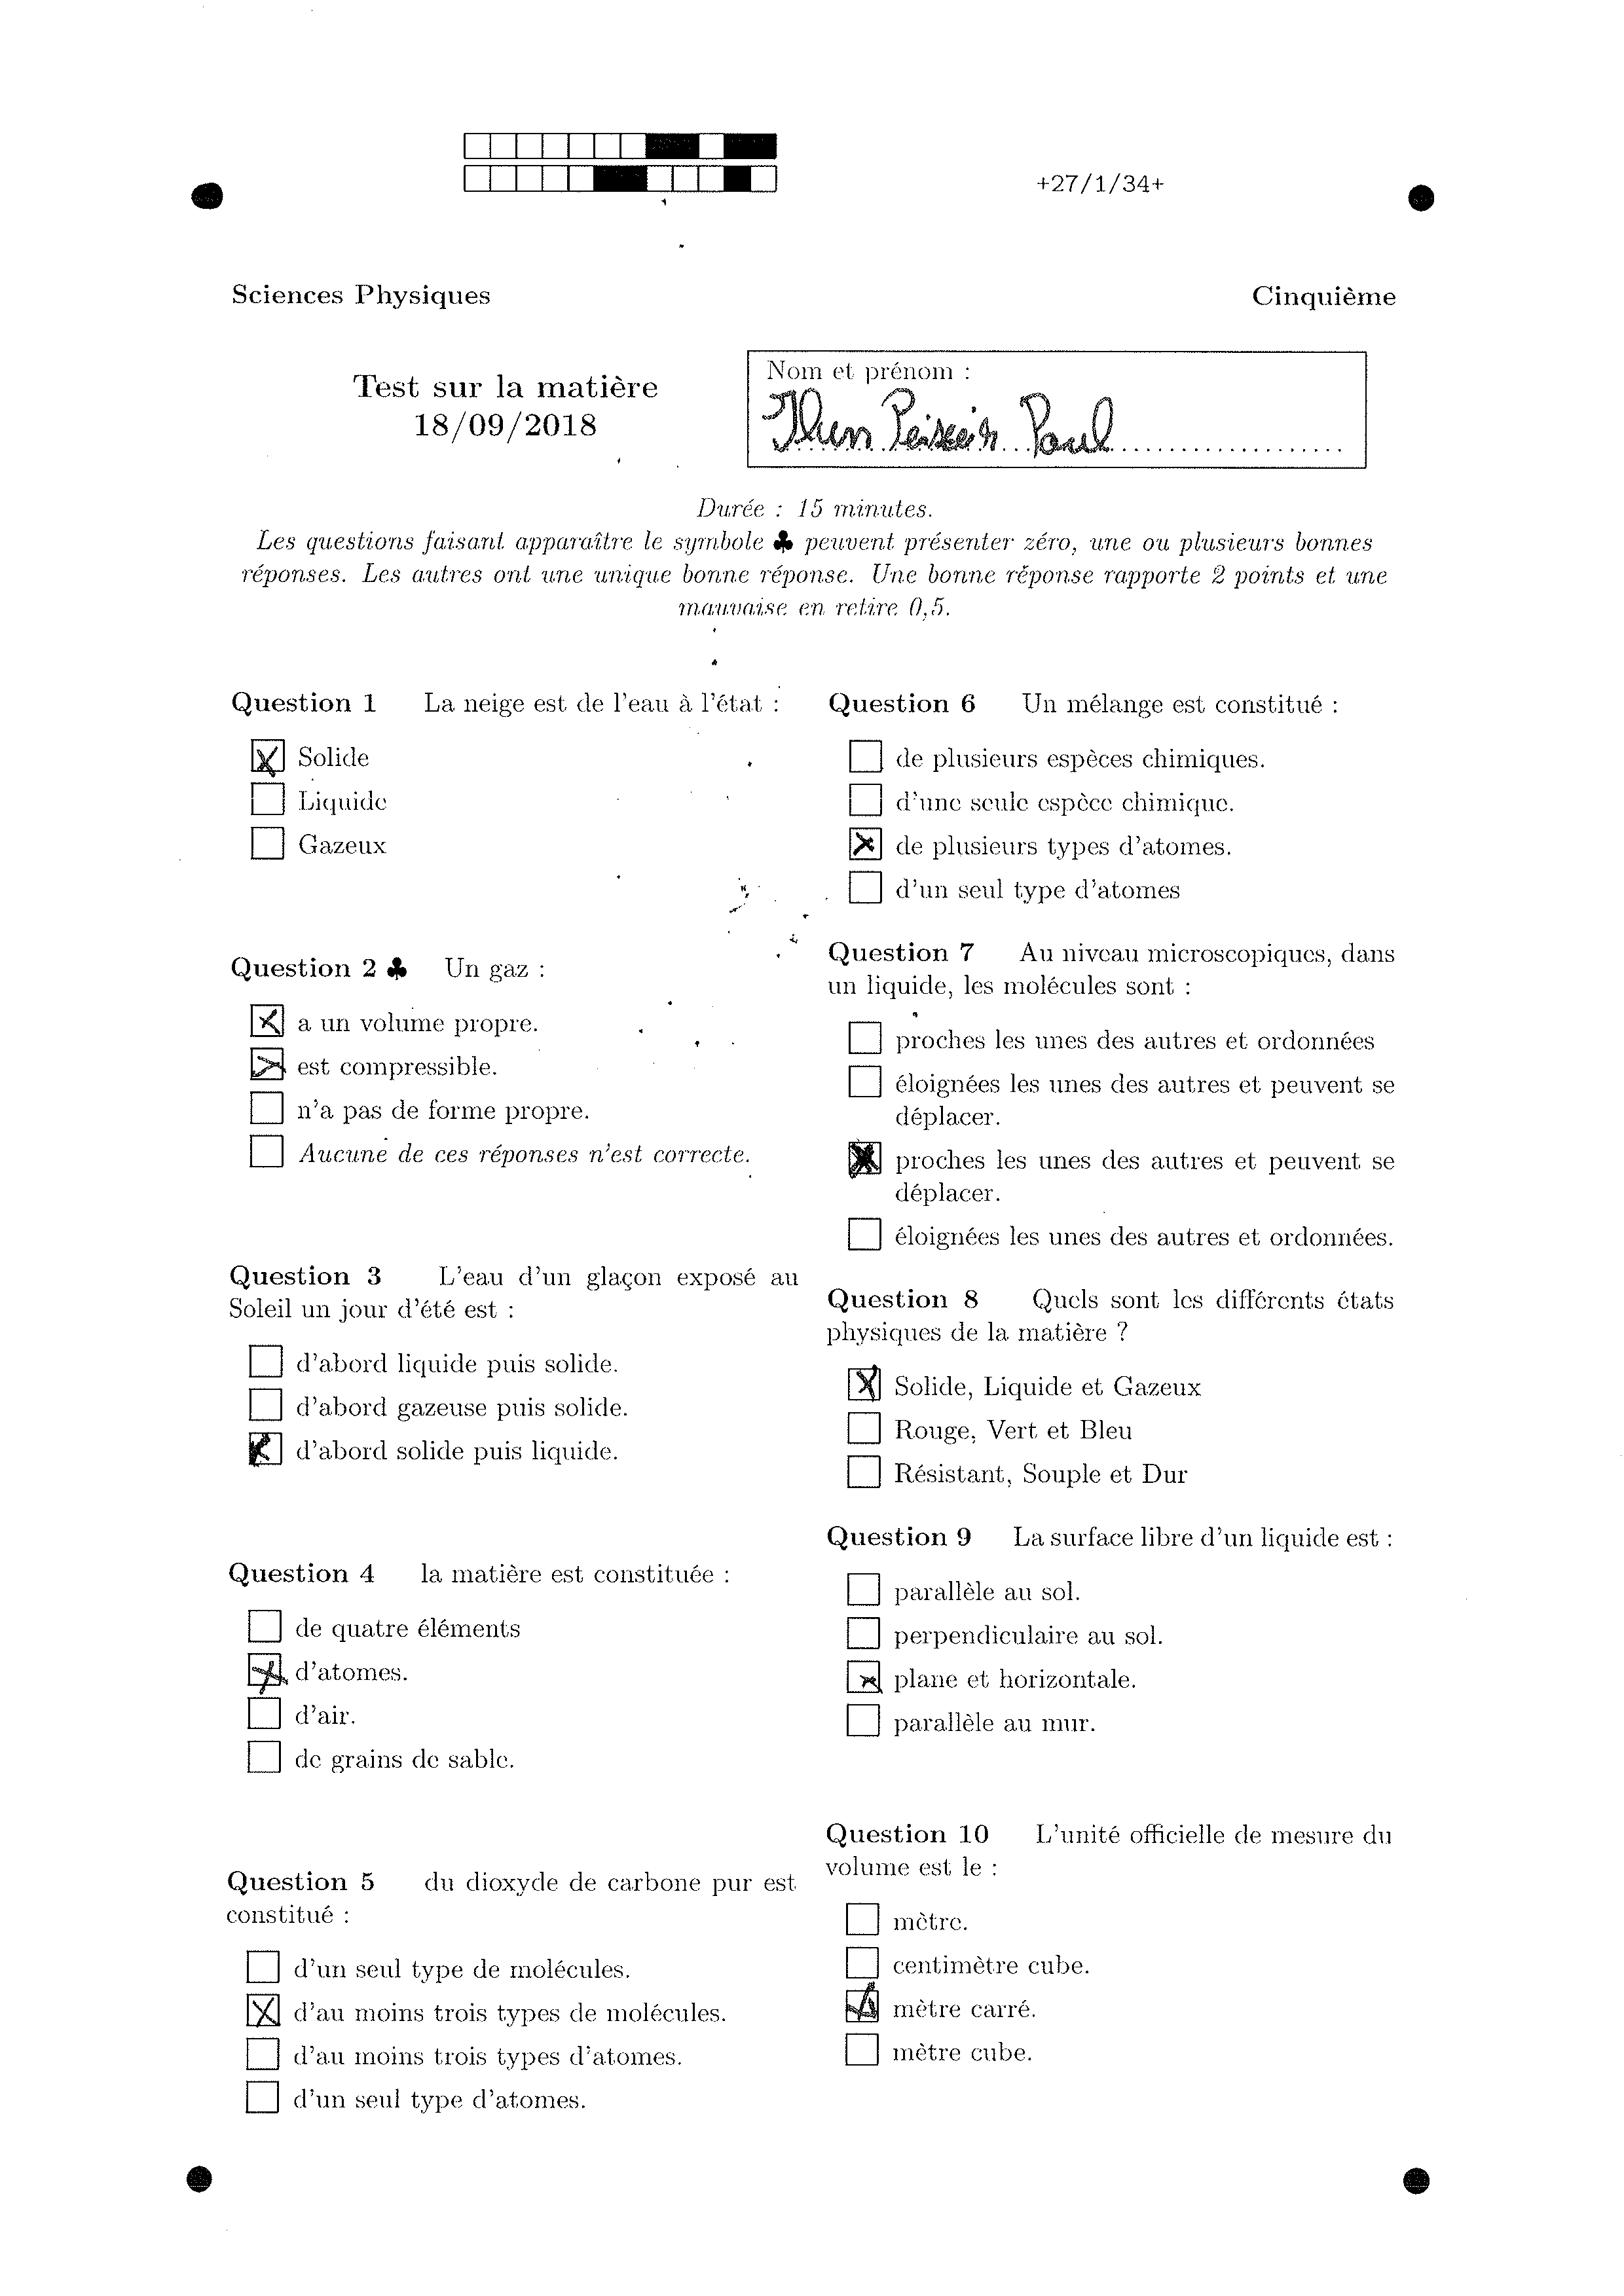 +27/1/34+
Sciences Physiques
Cinquième
Test sur la matière
18/09/2018
Nom et prénom :
Paul
Durée : 15 minutes.
Les questions faisant apparaître le symbole ♣ peuvent présenter zéro, une ou plusieurs bonnes
réponses. Les autres ont une unique bonne réponse. Une bonne réponse rapporte 2 points et une
mauvaise en retire 0,5.
Question 1 La neige est de l'eau à l'état :
Solide
Liquide
Gazeux
Question 2 ♣ Un gaz :
a un volume propre.
est compressible.
n'a pas de forme propre.
Aucune de ces réponses n'est correcte.
Question 3 L'eau d'un glaçon exposé au
Soleil un jour d'été est :
d'abord liquide puis solide.
d'abord gazeuse puis solide.
d'abord solide puis liquide.
Question 4 la matière est constituée :
de quatre éléments
d'atomes.
d'air.
de grains de sable.
Question 5 du dioxyde de carbone pur est
constitué :
d'un seul type de molécules.
d'au moins trois types de molécules.
d'au moins trois types d'atomes.
d'un seul type d'atomes.
Question 6 Un mélange est constitué :
de plusieurs espèces chimiques.
d'une seule espèce chimique.
de plusieurs types d'atomes.
d'un seul type d'atomes
Question 7 Au niveau microscopiques, dans
un liquide, les molécules sont :
proches les unes des autres et ordonnées
éloignées les unes des autres et peuvent se
déplacer.
proches les unes des autres et peuvent se
déplacer.
éloignées les unes des autres et ordonnées.
Question 8 Quels sont les différents états
physiques de la matière ?
Solide, Liquide et Gazeux
Rouge, Vert et Bleu
Résistant, Souple et Dur
Question 9 La surface libre d'un liquide est :
parallèle au sol.
perpendiculaire au sol.
plane et horizontale.
parallèle au mur.
Question 10 L'unité officielle de mesure du
volume est le :
mètre.
centimètre cube.
mètre carré.
mètre cube.